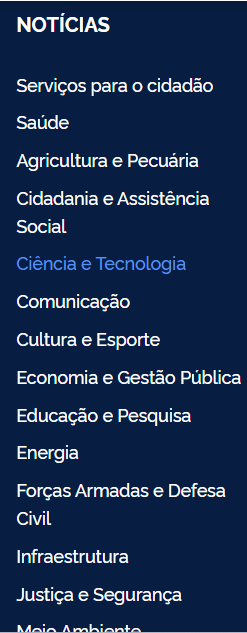 NOTÍCIAS
Serviços para o cidadão
Saúde
Agricultura e Pecuária
Cidadania e Assistência
Social
Ciência e Tecnologia
Comunicação
Cultura e Esporte
Economia e Gestão Pública
Educação e Pesquisa
Energia
Forças Armadas e Defesa
Civil
Infraestrutura
Justiça e Segurança
Meio Ambiente